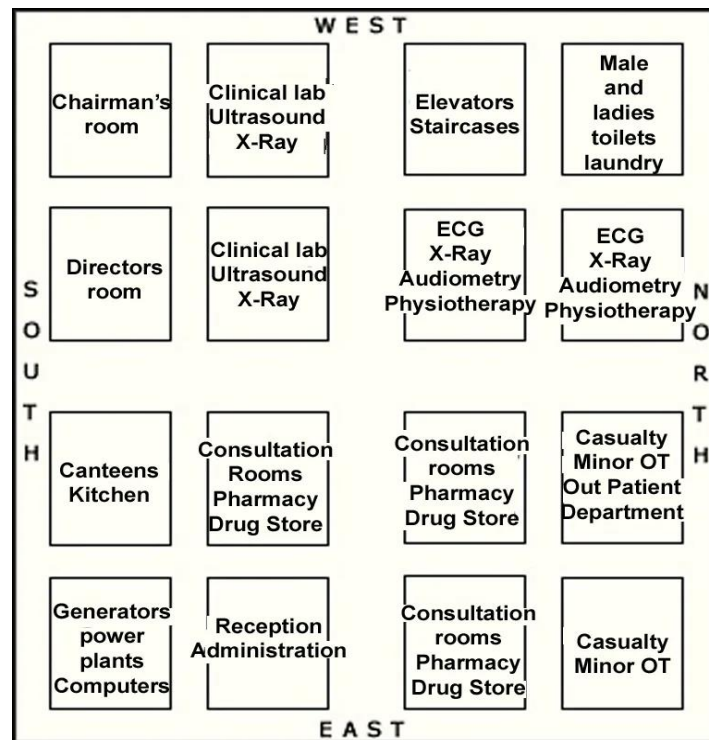 WEST
Chairman's
room
Clinical lab
Ultrasound
X-Ray
Elevators
Staircases
Male
and
ladies
toilets
laundry
Directors
room
Clinical lab
Ultrasound
X-Ray
ECG
X-Ray
Audiometry
Physiotherapy
ECG
X-Ray
Audiometry
Physiotherapy
SOUTH
NORTH
Canteens
Kitchen
Consultation
Rooms
Pharmacy
Drug Store
Consultation
rooms
Pharmacy
Drug Store
Casualty
Minor OT
Out Patient
Department
Generators
power
plants
Computers
Reception
Administration
Consultation
rooms
Pharmacy
Drug Store
Casualty
Minor OT
EAST